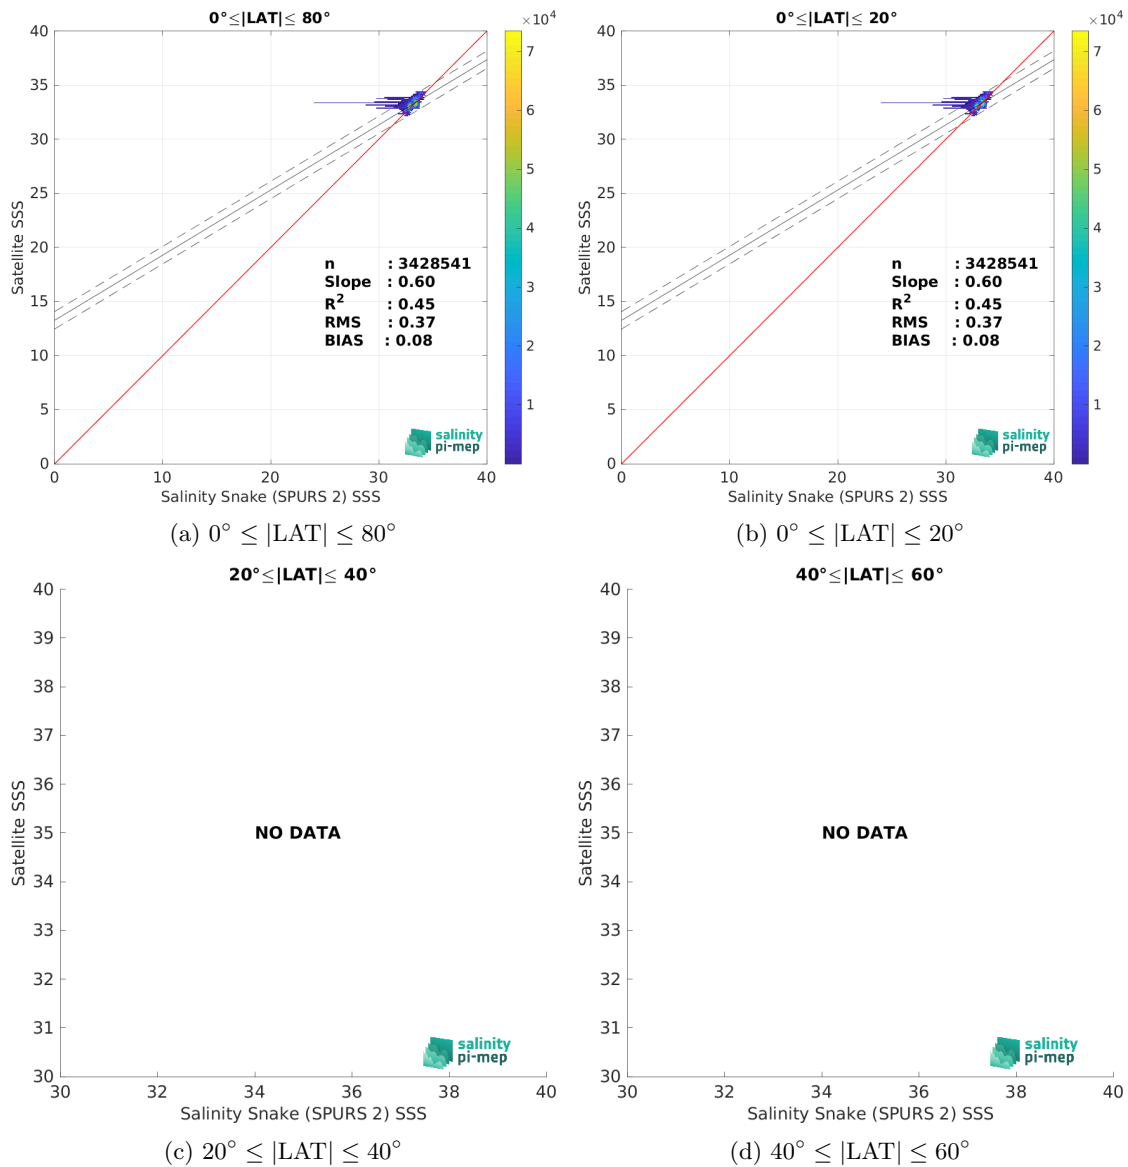 0°≤|LAT|≤ 80°
×10⁴
40
35
30
25
20
15
10
5
0
Satellite SSS
n : 3428541
Slope : 0.60
R² : 0.45
RMS : 0.37
BIAS : 0.08
salinity
pi-mep
7
6
5
4
3
2
1
0 10 20 30 40
Salinity Snake (SPURS 2) SSS
(a) 0° ≤ |LAT| ≤ 80°
0°≤|LAT|≤ 20°
×10⁴
40
35
30
25
20
15
10
5
0
Satellite SSS
n : 3428541
Slope : 0.60
R² : 0.45
RMS : 0.37
BIAS : 0.08
salinity
pi-mep
7
6
5
4
3
2
1
0 10 20 30 40
Salinity Snake (SPURS 2) SSS
(b) 0° ≤ |LAT| ≤ 20°
20°≤|LAT|≤ 40°
40
39
38
37
36
35
34
33
32
31
30
Satellite SSS
NO DATA
salinity
pi-mep
30 32 34 36 38 40
Salinity Snake (SPURS 2) SSS
(c) 20° ≤ |LAT| ≤ 40°
40°≤|LAT|≤ 60°
40
39
38
37
36
35
34
33
32
31
30
Satellite SSS
NO DATA
salinity
pi-mep
30 32 34 36 38 40
Salinity Snake (SPURS 2) SSS
(d) 40° ≤ |LAT| ≤ 60°